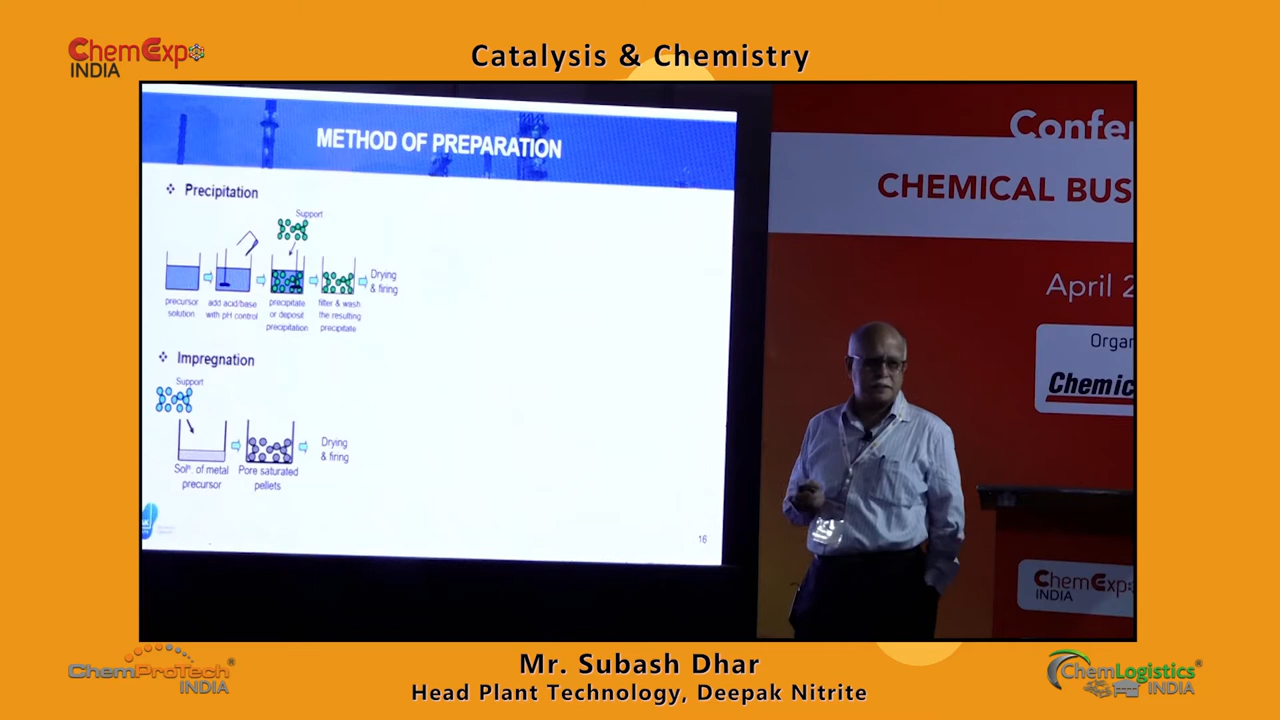 ChemExpo
INDIA
Catalysis & Chemistry
METHOD OF PREPARATION
❖ Precipitation
Support
precursor
solution
add acid/base
with pH control
precipitate
or deposit
precipitation
filter & wash
the resulting
precipitate
Drying
& firing
❖ Impregnation
Support
Solⁿ. of metal
precursor
Pore saturated
pellets
Drying
& firing
16
Confer
CHEMICAL BUS
April 2
Organ
Chemic
ChemExp
INDIA
ChemProTech®
INDIA
Mr. Subash Dhar
Head Plant Technology, Deepak Nitrite
ChemLogistics®
INDIA